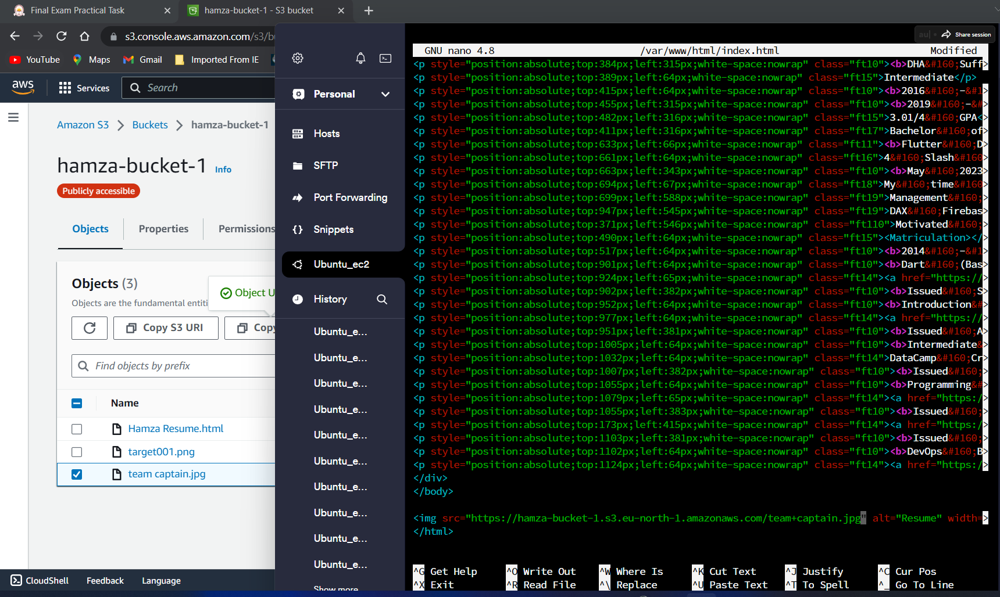 Final Exam Practical Task
hamza-bucket-1 - S3 bucket
s3.console.aws.amazon.com/s3/bu
YouTube
Maps
Gmail
Imported From IE
aws
Services
Search
Amazon S3
Buckets
hamza-bucket-1
hamza-bucket-1
Info
Publicly accessible
Objects
Properties
Permissions
Objects (3)
Objects are the fundamental entiti
Object U
Copy S3 URI
Copy
Find objects by prefix
Name
Hamza Resume.html
target001.png
team captain.jpg
CloudShell
Feedback
Language
Personal
Hosts
SFTP
Port Forwarding
Snippets
Ubuntu_ec2
History
Ubuntu_e...
Ubuntu_e...
Ubuntu_e...
Ubuntu_e...
Ubuntu_e...
Ubuntu_e...
Ubuntu_e...
Ubuntu_e...
Ubuntu_e...
Ubuntu_e...
Show more
Share session
GNU nano 4.8 /var/www/html/index.html Modified
<p style="position:absolute;top:384px;left:315px;white-space:nowrap" class="ft10"><b>DHA&#160;Suff>
<p style="position:absolute;top:389px;left:64px;white-space:nowrap" class="ft15">Intermediate</p>
<p style="position:absolute;top:415px;left:64px;white-space:nowrap" class="ft10"><b>2016&#160;-&#1>
<p style="position:absolute;top:455px;left:315px;white-space:nowrap" class="ft10"><b>2019&#160;-&#>
<p style="position:absolute;top:482px;left:316px;white-space:nowrap" class="ft15">3.01/4&#160;GPA<>
<p style="position:absolute;top:411px;left:316px;white-space:nowrap" class="ft17">Bachelor&#160;of>
<p style="position:absolute;top:633px;left:66px;white-space:nowrap" class="ft11"><b>Flutter&#160;D>
<p style="position:absolute;top:661px;left:64px;white-space:nowrap" class="ft16">4&#160;Slash&#160>
<p style="position:absolute;top:663px;left:343px;white-space:nowrap" class="ft10"><b>May&#160;2023>
<p style="position:absolute;top:694px;left:67px;white-space:nowrap" class="ft18">My&#160;time&#160>
<p style="position:absolute;top:699px;left:588px;white-space:nowrap" class="ft19">Management&#160;>
<p style="position:absolute;top:947px;left:545px;white-space:nowrap" class="ft19">DAX&#160;Firebas>
<p style="position:absolute;top:371px;left:546px;white-space:nowrap" class="ft110">Motivated&#160;>
<p style="position:absolute;top:490px;left:64px;white-space:nowrap" class="ft15"><Matriculation></>
<p style="position:absolute;top:517px;left:64px;white-space:nowrap" class="ft10"><b>2014&#160;-&#1>
<p style="position:absolute;top:901px;left:64px;white-space:nowrap" class="ft10"><b>Dart&#160;(Bas>
<p style="position:absolute;top:924px;left:65px;white-space:nowrap" class="ft14"><a href="https://>
<p style="position:absolute;top:902px;left:382px;white-space:nowrap" class="ft10"><b>Issued&#160;S>
<p style="position:absolute;top:952px;left:64px;white-space:nowrap" class="ft10"><b>Introduction&#>
<p style="position:absolute;top:977px;left:64px;white-space:nowrap" class="ft14"><a href="https://>
<p style="position:absolute;top:951px;left:381px;white-space:nowrap" class="ft10"><b>Issued&#160;A>
<p style="position:absolute;top:1005px;left:64px;white-space:nowrap" class="ft10"><b>Intermediate&>
<p style="position:absolute;top:1032px;left:64px;white-space:nowrap" class="ft14">DataCamp&#160;Cr>
<p style="position:absolute;top:1007px;left:382px;white-space:nowrap" class="ft10"><b>Issued&#160;>
<p style="position:absolute;top:1055px;left:64px;white-space:nowrap" class="ft10"><b>Programming&#>
<p style="position:absolute;top:1079px;left:65px;white-space:nowrap" class="ft14"><a href="https:/>
<p style="position:absolute;top:1055px;left:383px;white-space:nowrap" class="ft10"><b>Issued&#160;>
<p style="position:absolute;top:173px;left:415px;white-space:nowrap" class="ft14"><a href="https:/>
<p style="position:absolute;top:1103px;left:381px;white-space:nowrap" class="ft10"><b>Issued&#160;>
<p style="position:absolute;top:1102px;left:64px;white-space:nowrap" class="ft10"><b>DevOps&#160;B>
<p style="position:absolute;top:1124px;left:64px;white-space:nowrap" class="ft14"><a href="https:/>
</div>
</body>
<img src="https://hamza-bucket-1.s3.eu-north-1.amazonaws.com/team+captain.jpg" alt="Resume" width=>
</html>
^G Get Help ^O Write Out ^W Where Is ^K Cut Text ^J Justify ^C Cur Pos
^X Exit ^R Read File ^\ Replace ^U Paste Text ^T To Spell ^_ Go To Line